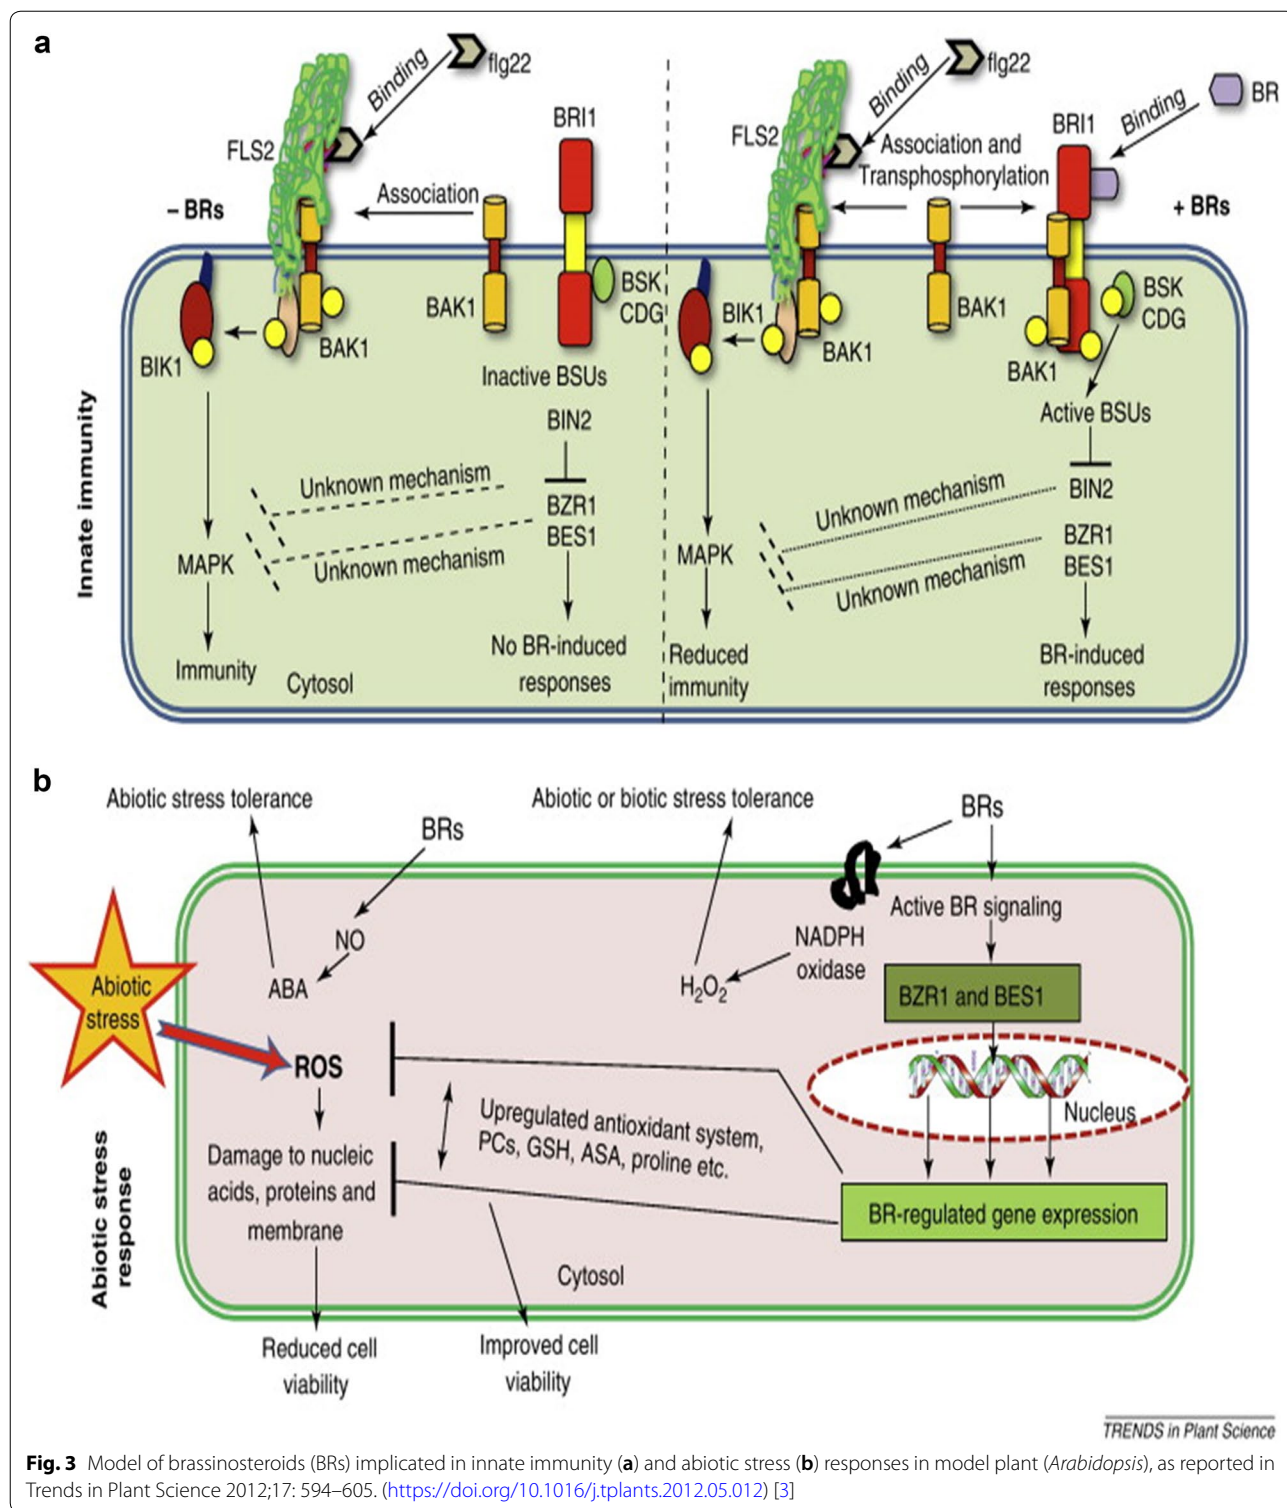 a
flg22
Binding
FLS2
BRI1
Association
– BRs
BSK
CDG
BAK1
BAK1
BIK1
Inactive BSUs
BIN2
Unknown mechanism
BZR1
BES1
Unknown mechanism
MAPK
No BR-induced
responses
Immunity
Cytosol
Innate immunity
flg22
Binding
BR
Binding
FLS2
BRI1
Association and
Transphosphorylation
+ BRs
BSK
CDG
BIK1
BAK1
BAK1
BAK1
Active BSUs
BIN2
Unknown mechanism
BZR1
BES1
Unknown mechanism
MAPK
Reduced
immunity
BR-induced
responses
b
Abiotic stress tolerance
BRs
Abiotic or biotic stress tolerance
BRs
NO
ABA
NADPH
oxidase
H2O2
Active BR signaling
BZR1 and BES1
Abiotic
stress
ROS
Nucleus
Upregulated antioxidant system,
PCs, GSH, ASA, proline etc.
Damage to nucleic
acids, proteins and
membrane
BR-regulated gene expression
Cytosol
Abiotic stress
response
Reduced cell
viability
Improved cell
viability
TRENDS in Plant Science
Fig. 3 Model of brassinosteroids (BRs) implicated in innate immunity (a) and abiotic stress (b) responses in model plant (Arabidopsis), as reported in
Trends in Plant Science 2012;17: 594–605. (https://doi.org/10.1016/j.tplants.2012.05.012) [3]